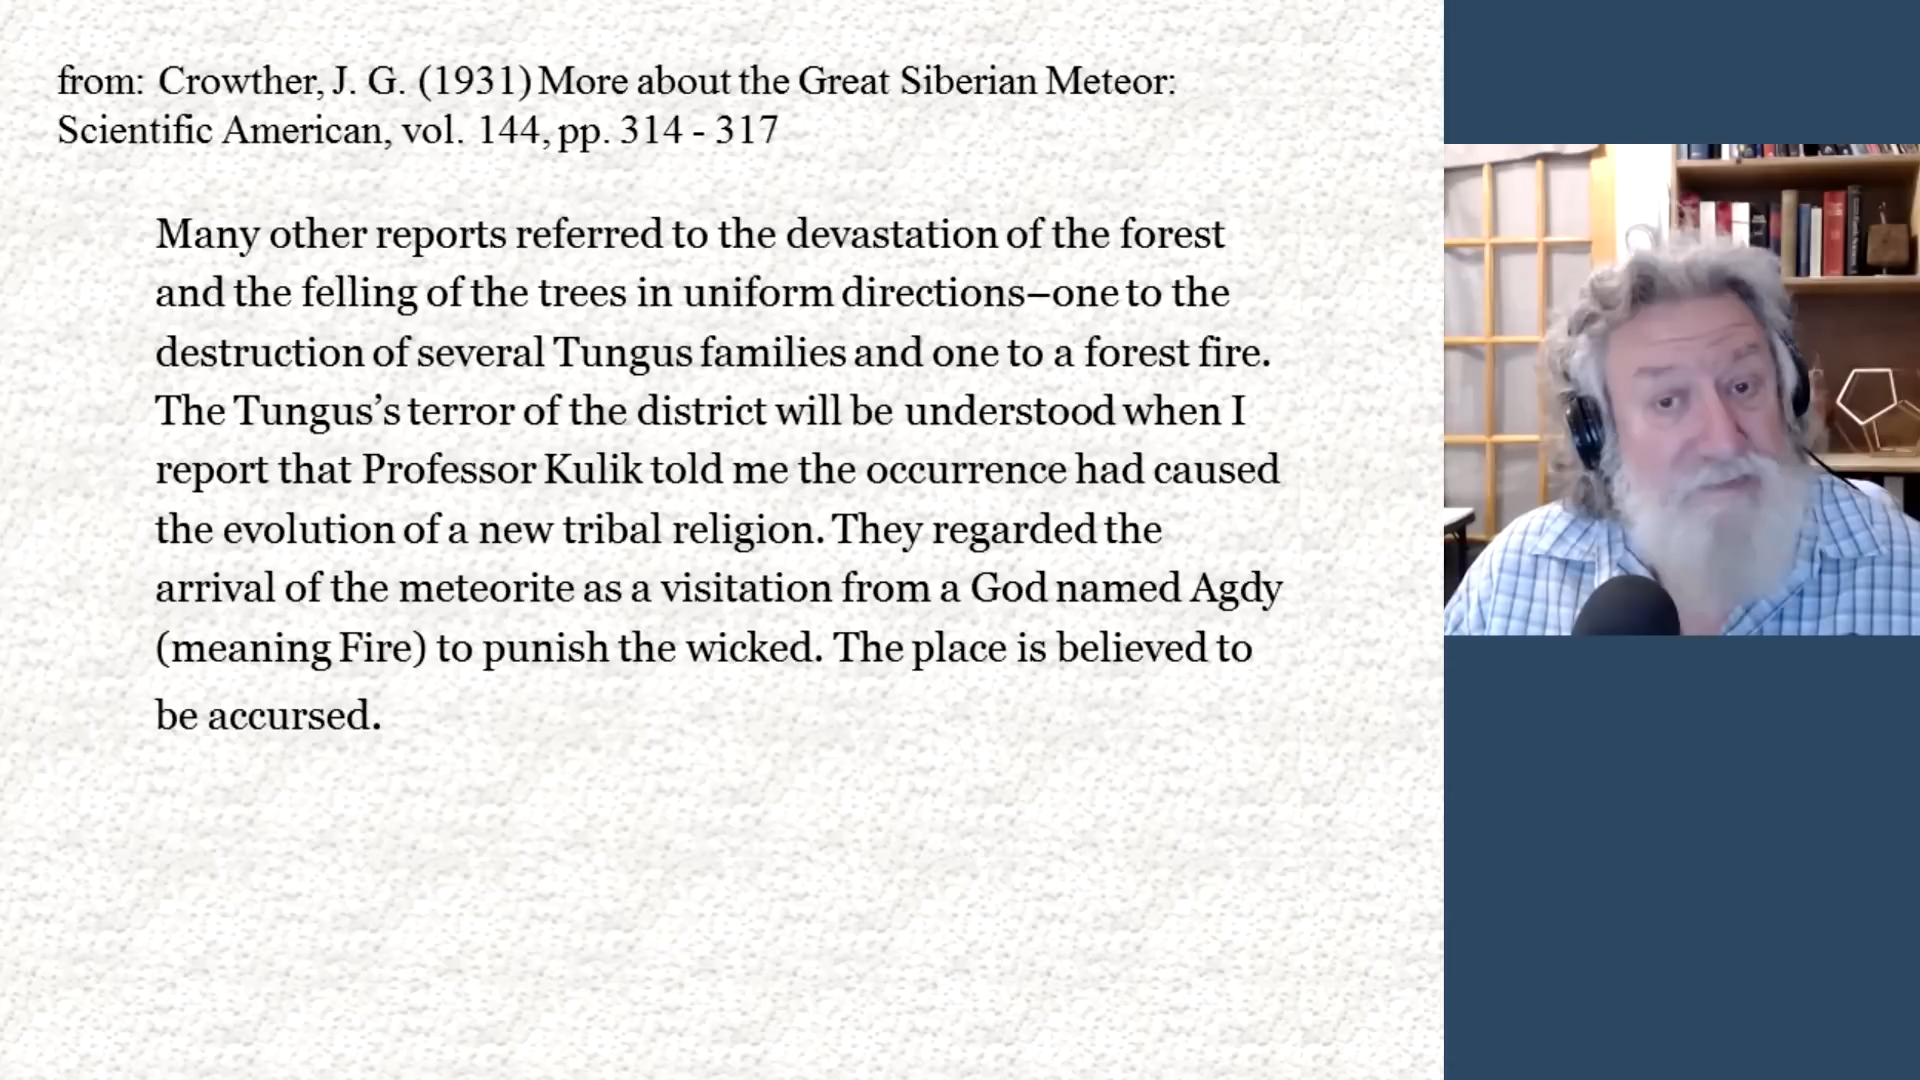 from: Crowther, J. G. (1931) More about the Great Siberian Meteor:
Scientific American, vol. 144, pp. 314 - 317
Many other reports referred to the devastation of the forest
and the felling of the trees in uniform directions–one to the
destruction of several Tungus families and one to a forest fire.
The Tungus’s terror of the district will be understood when I
report that Professor Kulik told me the occurrence had caused
the evolution of a new tribal religion. They regarded the
arrival of the meteorite as a visitation from a God named Agdy
(meaning Fire) to punish the wicked. The place is believed to
be accursed.